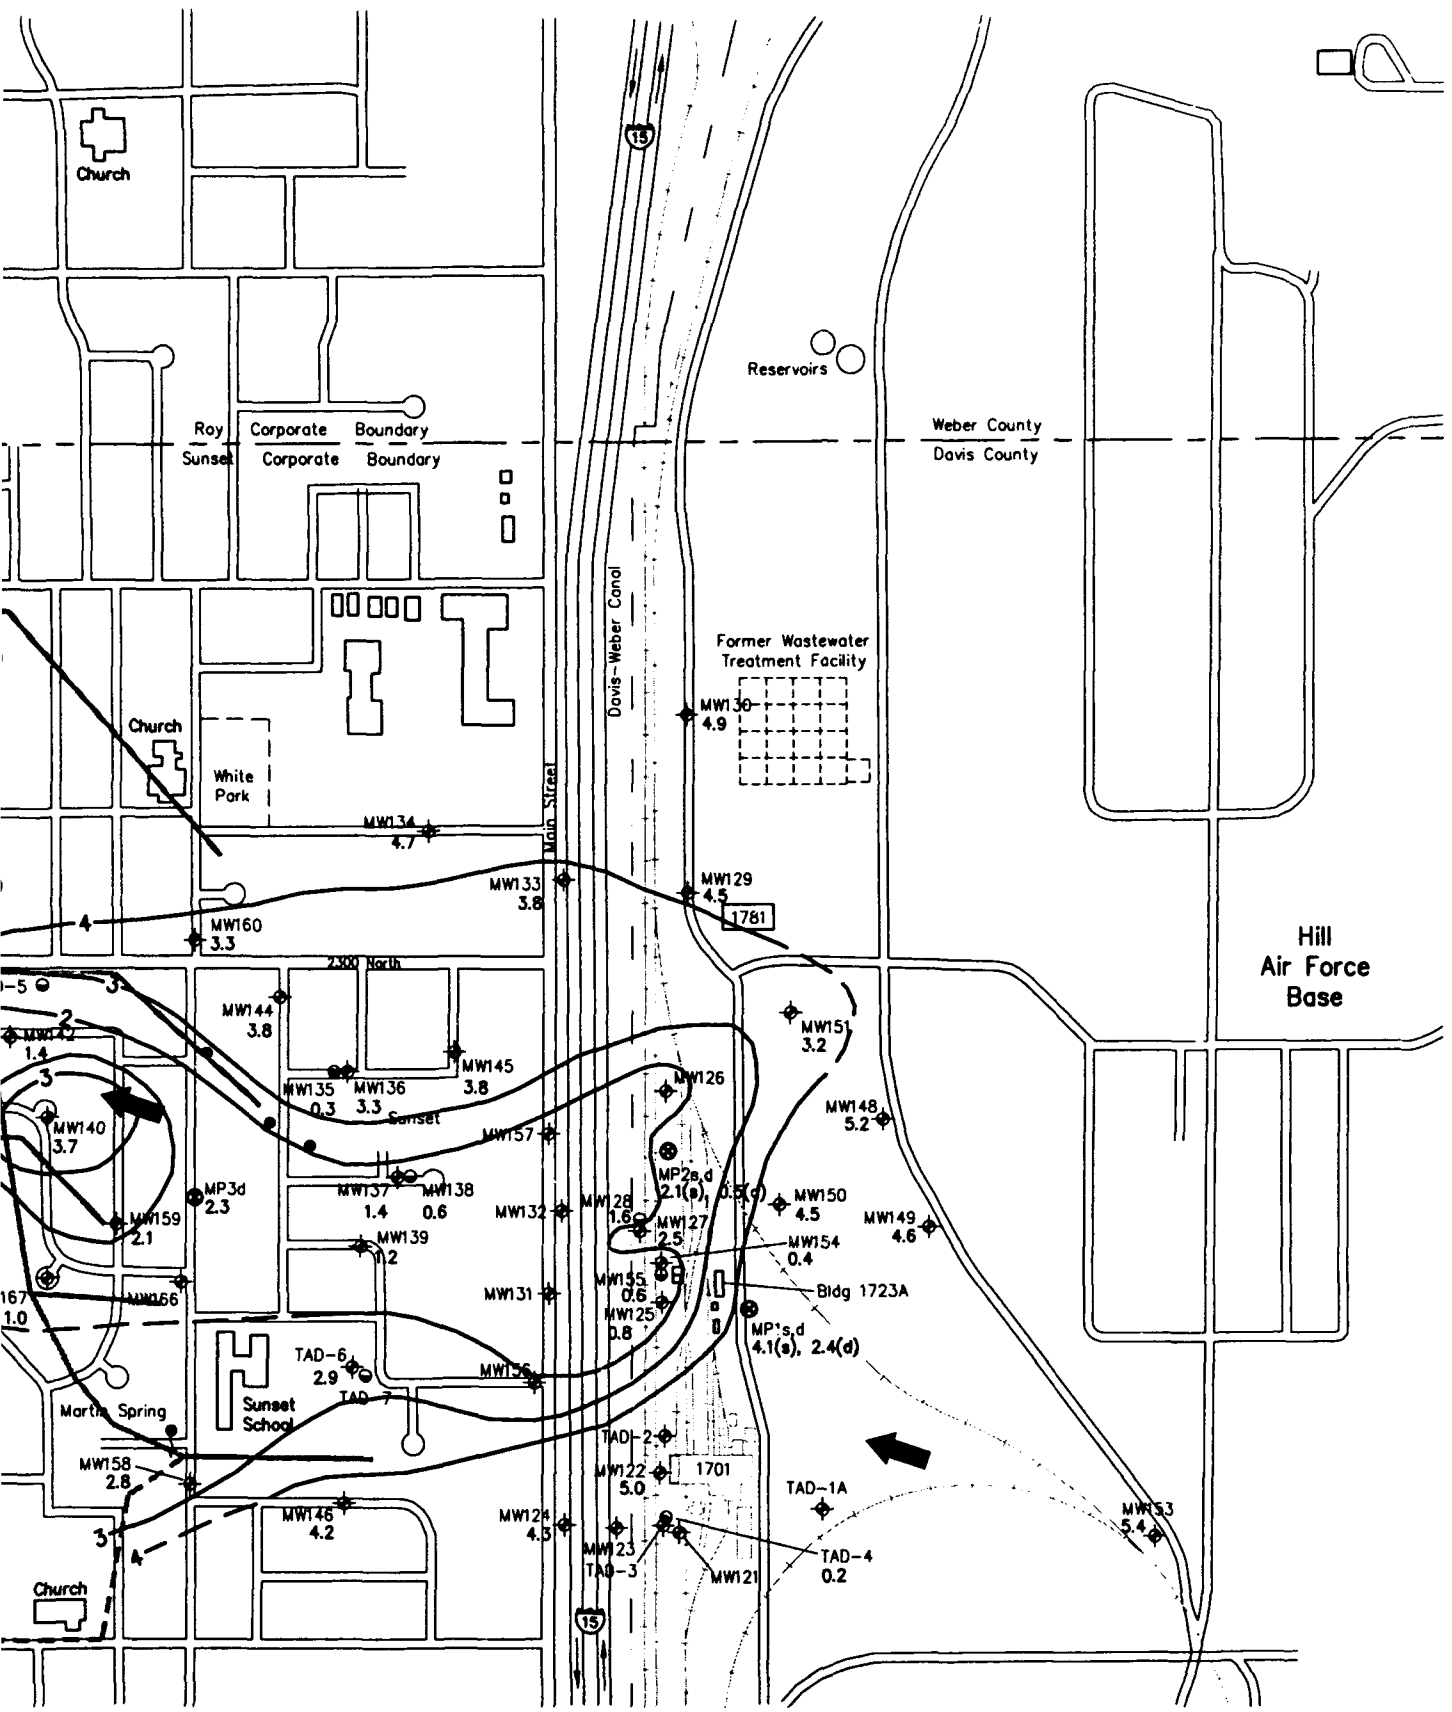 15
Church
Reservoirs
Roy Corporate Boundary
Sunset Corporate Boundary
Weber County
Davis County
Davis-Weber Canal
Former Wastewater
Treatment Facility
MW130
4.9
Church
White
Park
Main Street
MW134
4.7
MW133
3.8
MW129
4.5
1781
4
MW160
3.3
Hill
Air Force
Base
2300 North
3
MW144
3.8
2
MW142
1.4
MW151
3.2
MW145
3.8
MW135
0.3
MW136
3.3
3
MW126
Sunset
MW140
3.7
MW148
5.2
MW157
MP2s,d
2.1(s), 0.5(d)
MP3d
2.3
MW137
1.4
MW138
0.6
MW128
1.6
MW132
MW150
4.5
MW149
4.6
MW159
2.1
MW127
2.5
MW139
1.2
MW154
0.4
MW155
0.6
Bldg 1723A
167
1.0
MW166
MW131
MW125
0.8
MP1s,d
4.1(s), 2.4(d)
TAD-6
2.9
TAD-7
MW156
Martin Spring
Sunset
School
TAD-2
MW158
2.8
MW122
5.0
1701
TAD-1A
MW146
4.2
MW124
4.3
MW153
5.4
3
4
MW123
TAD-3
MW121
TAD-4
0.2
Church
15